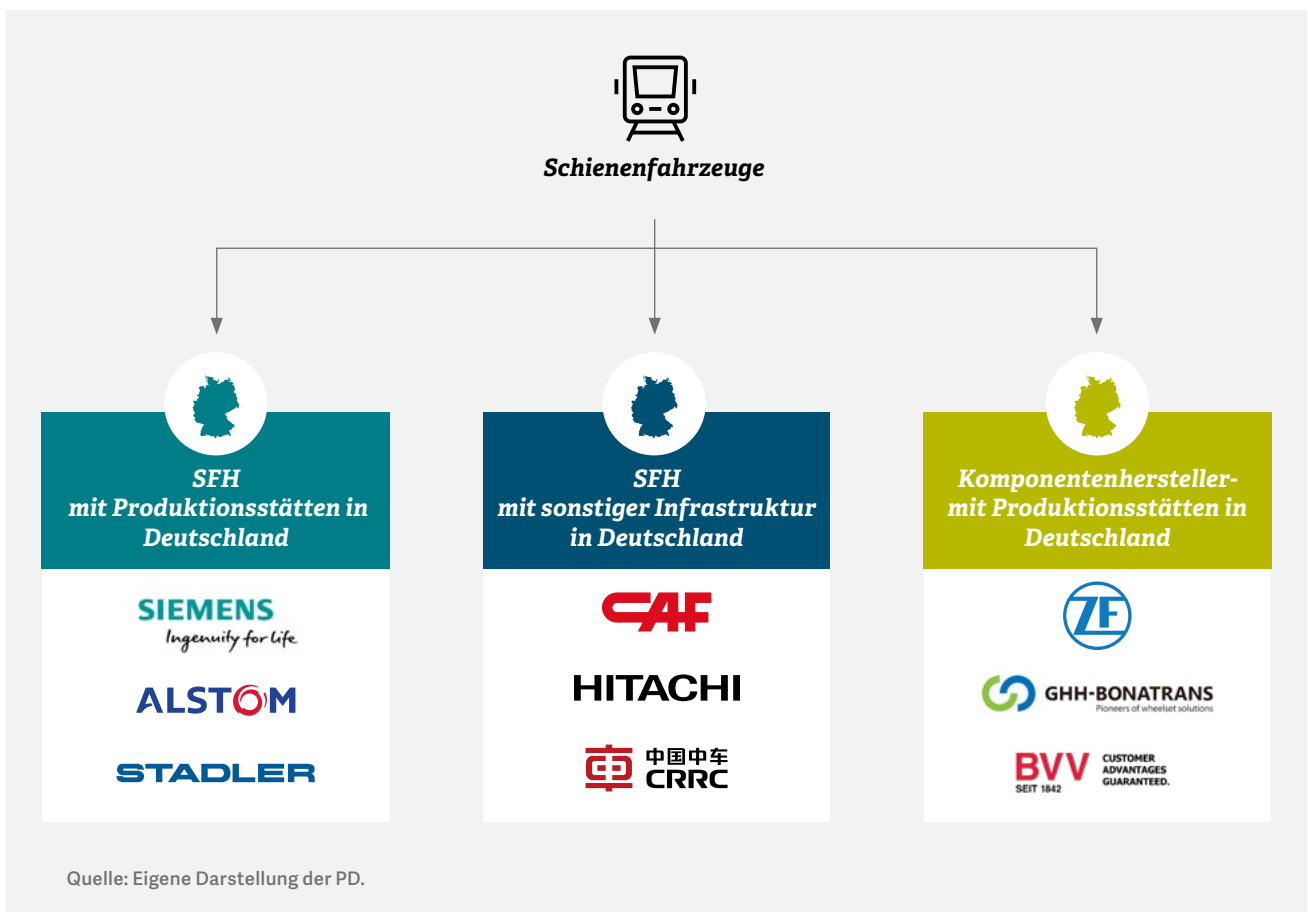 Schienenfahrzeuge
SFH
mit Produktionsstätten in
Deutschland
SIEMENS
Ingenuity for life
ALSTOM
STADLER
SFH
mit sonstiger Infrastruktur
in Deutschland
CAF
HITACHI
中国中车
CRRC
Komponentenhersteller-
mit Produktionsstätten in
Deutschland
ZF
GHH-BONATRANS
Pioneers of wheelset solutions
BVV
SEIT 1842
CUSTOMER
ADVANTAGES
GUARANTEED.
Quelle: Eigene Darstellung der PD.